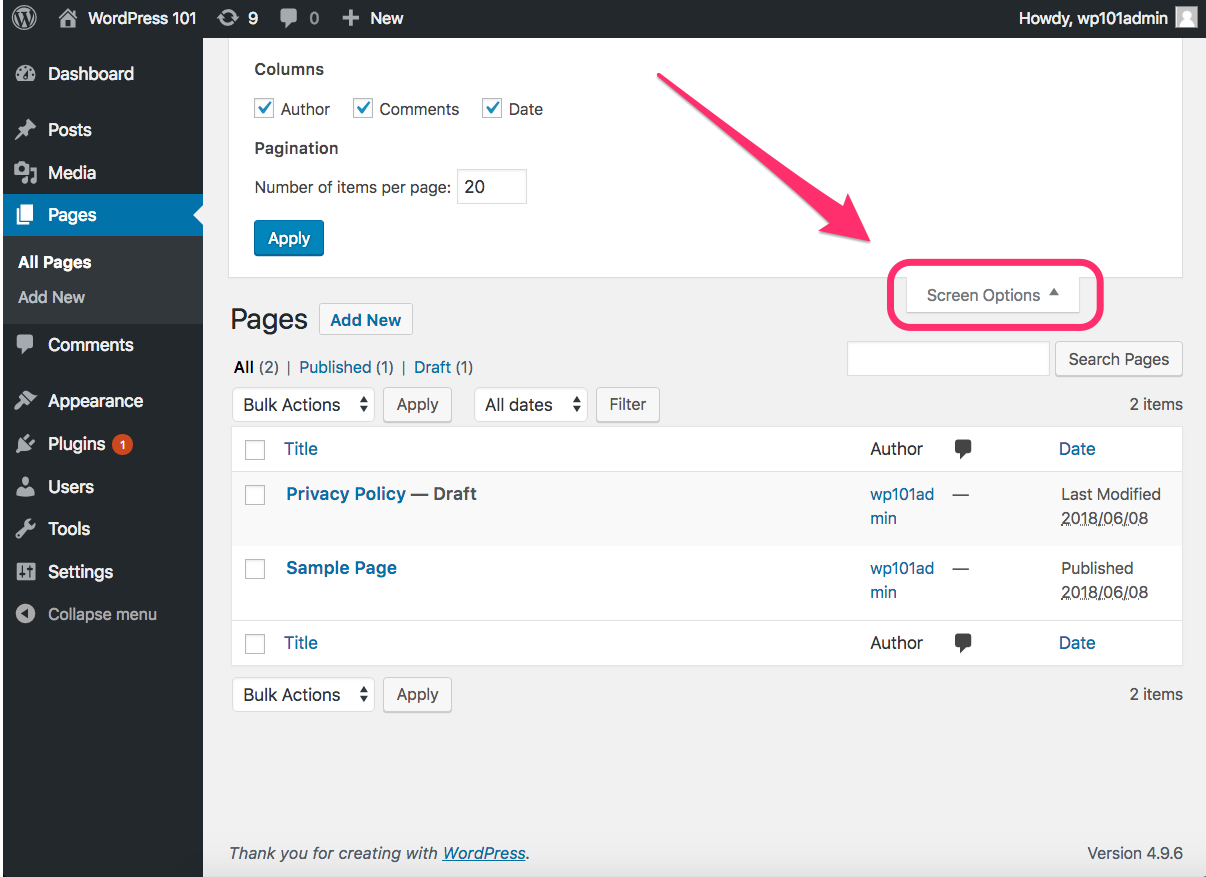 WordPress 101 9 0 New Howdy, wp101admin
Dashboard
Posts
Media
Pages
All Pages
Add New
Comments
Appearance
Plugins 1
Users
Tools
Settings
Collapse menu
Columns
Author Comments Date
Pagination
Number of items per page: 20
Apply
Screen Options
Pages Add New
All (2) | Published (1) | Draft (1)
Search Pages
Bulk Actions Apply All dates Filter 2 items
Title Author Date
Privacy Policy — Draft wp101ad — Last Modified
min 2018/06/08
Sample Page wp101ad — Published
min 2018/06/08
Title Author Date
Bulk Actions Apply 2 items
Thank you for creating with WordPress. Version 4.9.6